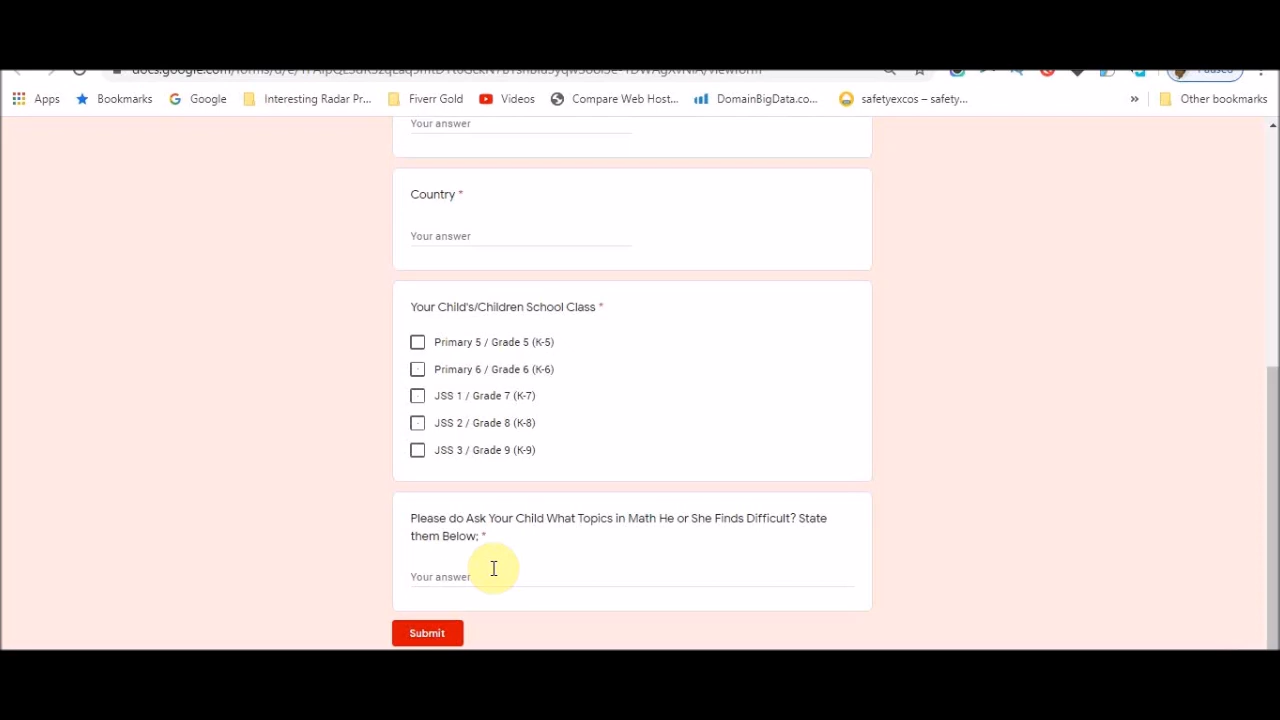 Paused
Apps
Bookmarks
Google
Interesting Radar Pr...
Fiverr Gold
Videos
Compare Web Host...
DomainBigData.co...
safetyexcos – safety...
»
Other bookmarks
Your answer
Country *
Your answer
Your Child's/Children School Class *
Primary 5 / Grade 5 (K-5)
Primary 6 / Grade 6 (K-6)
JSS 1 / Grade 7 (K-7)
JSS 2 / Grade 8 (K-8)
JSS 3 / Grade 9 (K-9)
Please do Ask Your Child What Topics in Math He or She Finds Difficult? State
them Below; *
Your answer
Submit